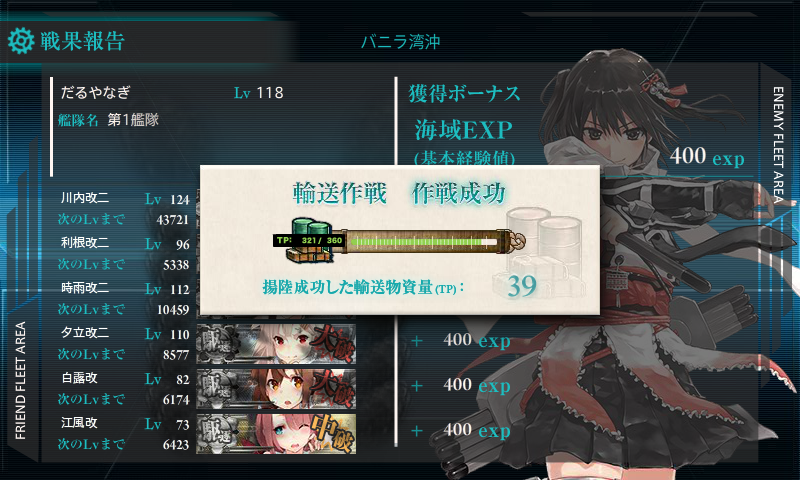 戦果報告
バニラ湾沖
だるやなぎ Lv 118
艦隊名 第1艦隊
獲得ボーナス
海域EXP
(基本経験値)
400 exp
ENEMY FLEET AREA
FRIEND FLEET AREA
輸送作戦 作戦成功
TP: 321/ 360
揚陸成功した輸送物資量(TP): 39
川内改二 Lv 124
次のLvまで 43721
利根改二 Lv 96
次のLvまで 5338
時雨改二 Lv 112
次のLvまで 10459
夕立改二 Lv 110
次のLvまで 8577
駆逐 大破
+ 400 exp
白露改 Lv 82
次のLvまで 6174
駆逐 大破
+ 400 exp
江風改 Lv 73
次のLvまで 6423
駆逐 中破
+ 400 exp